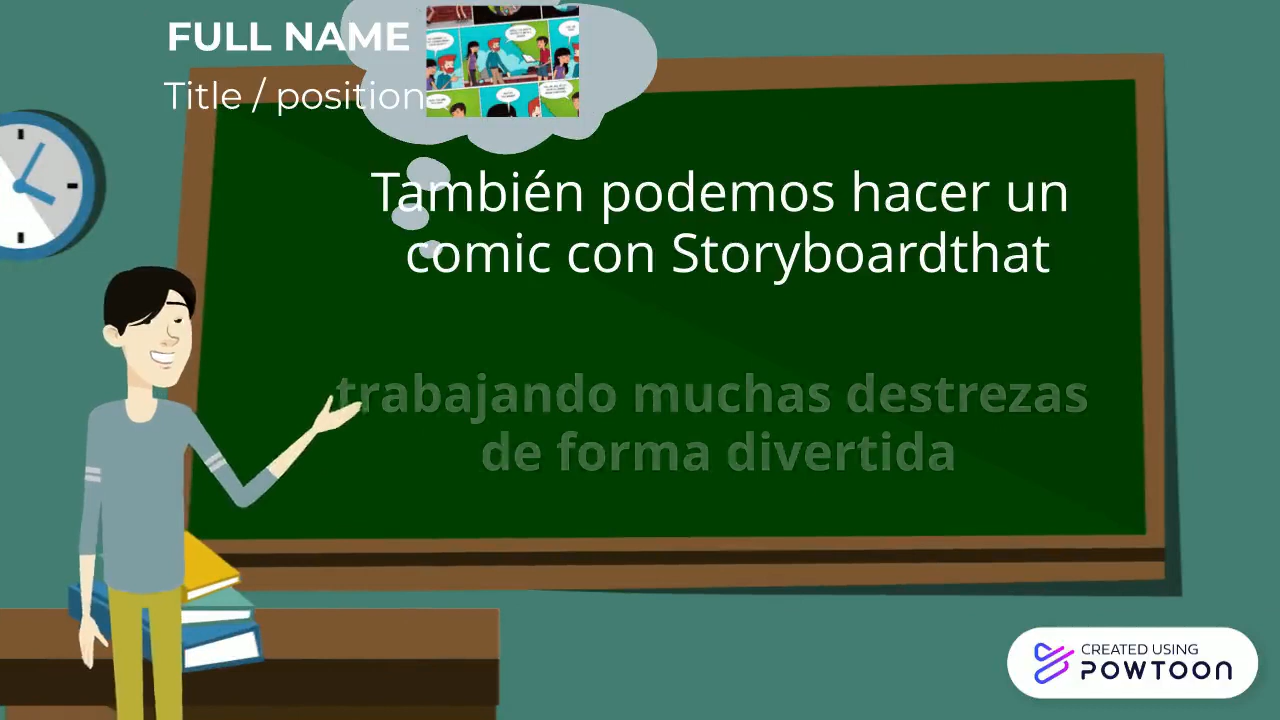 FULL NAME
Title / position
También podemos hacer un
comic con Storyboardthat
trabajando muchas destrezas
de forma divertida
CREATED USING
POWTOON